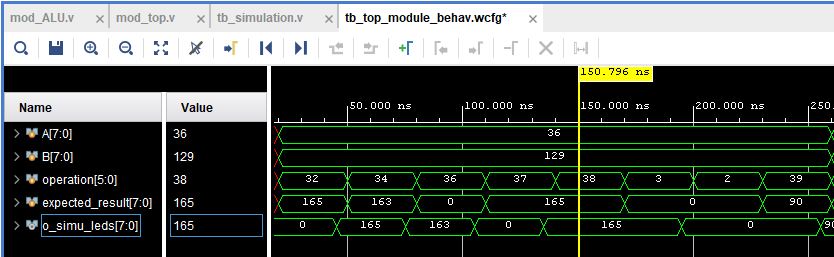 mod_ALU.v × mod_top.v × tb_simulation.v × tb_top_module_behav.wcfg* ×
150.796 ns
Name Value 50.000 ns 100.000 ns 150.000 ns 200.000 ns 250.
A[7:0] 36 36
B[7:0] 129 129
operation[5:0] 38 32 34 36 37 38 3 2 39
expected_result[7:0] 165 165 163 0 165 0 90
o_simu_leds[7:0] 165 0 165 163 0 165 0 90